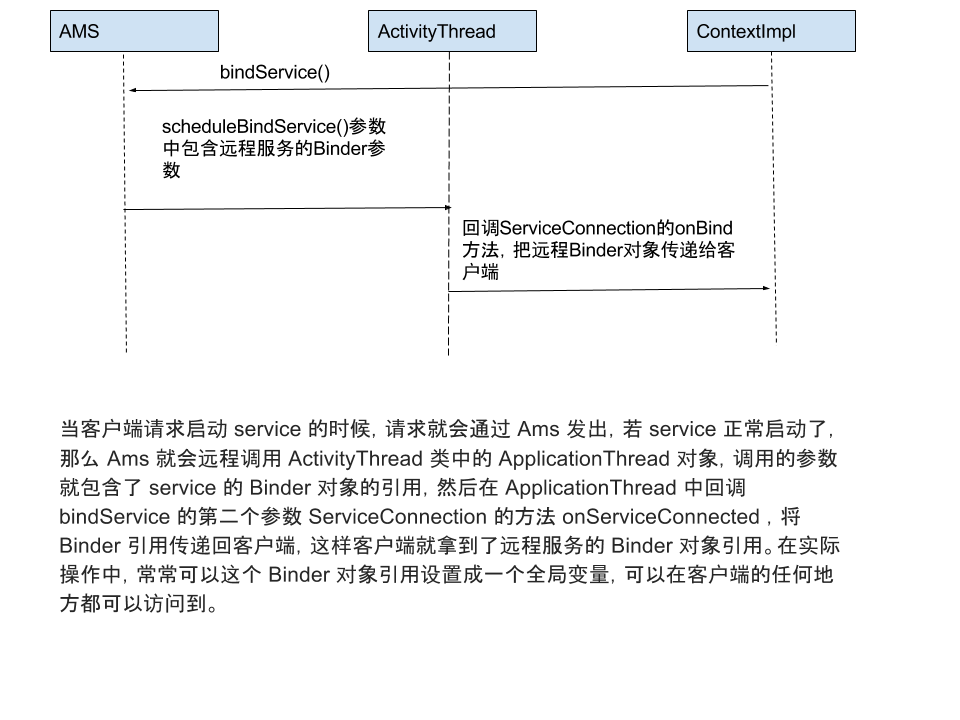 AMS
ActivityThread
ContextImpl
bindService()
scheduleBindService()参数
中包含远程服务的Binder参
数
回调ServiceConnection的onBind
方法，把远程Binder对象传递给客
户端
当客户端请求启动 service 的时候，请求就会通过 Ams 发出，若 service 正常启动了，
那么 Ams 就会远程调用 ActivityThread 类中的 ApplicationThread 对象，调用的参数
就包含了 service 的 Binder 对象的引用，然后在 ApplicationThread 中回调
bindService 的第二个参数 ServiceConnection 的方法 onServiceConnected ，将
Binder 引用传递回客户端，这样客户端就拿到了远程服务的 Binder 对象引用。在实际
操作中，常常可以这个 Binder 对象引用设置成一个全局变量，可以在客户端的任何地
方都可以访问到。